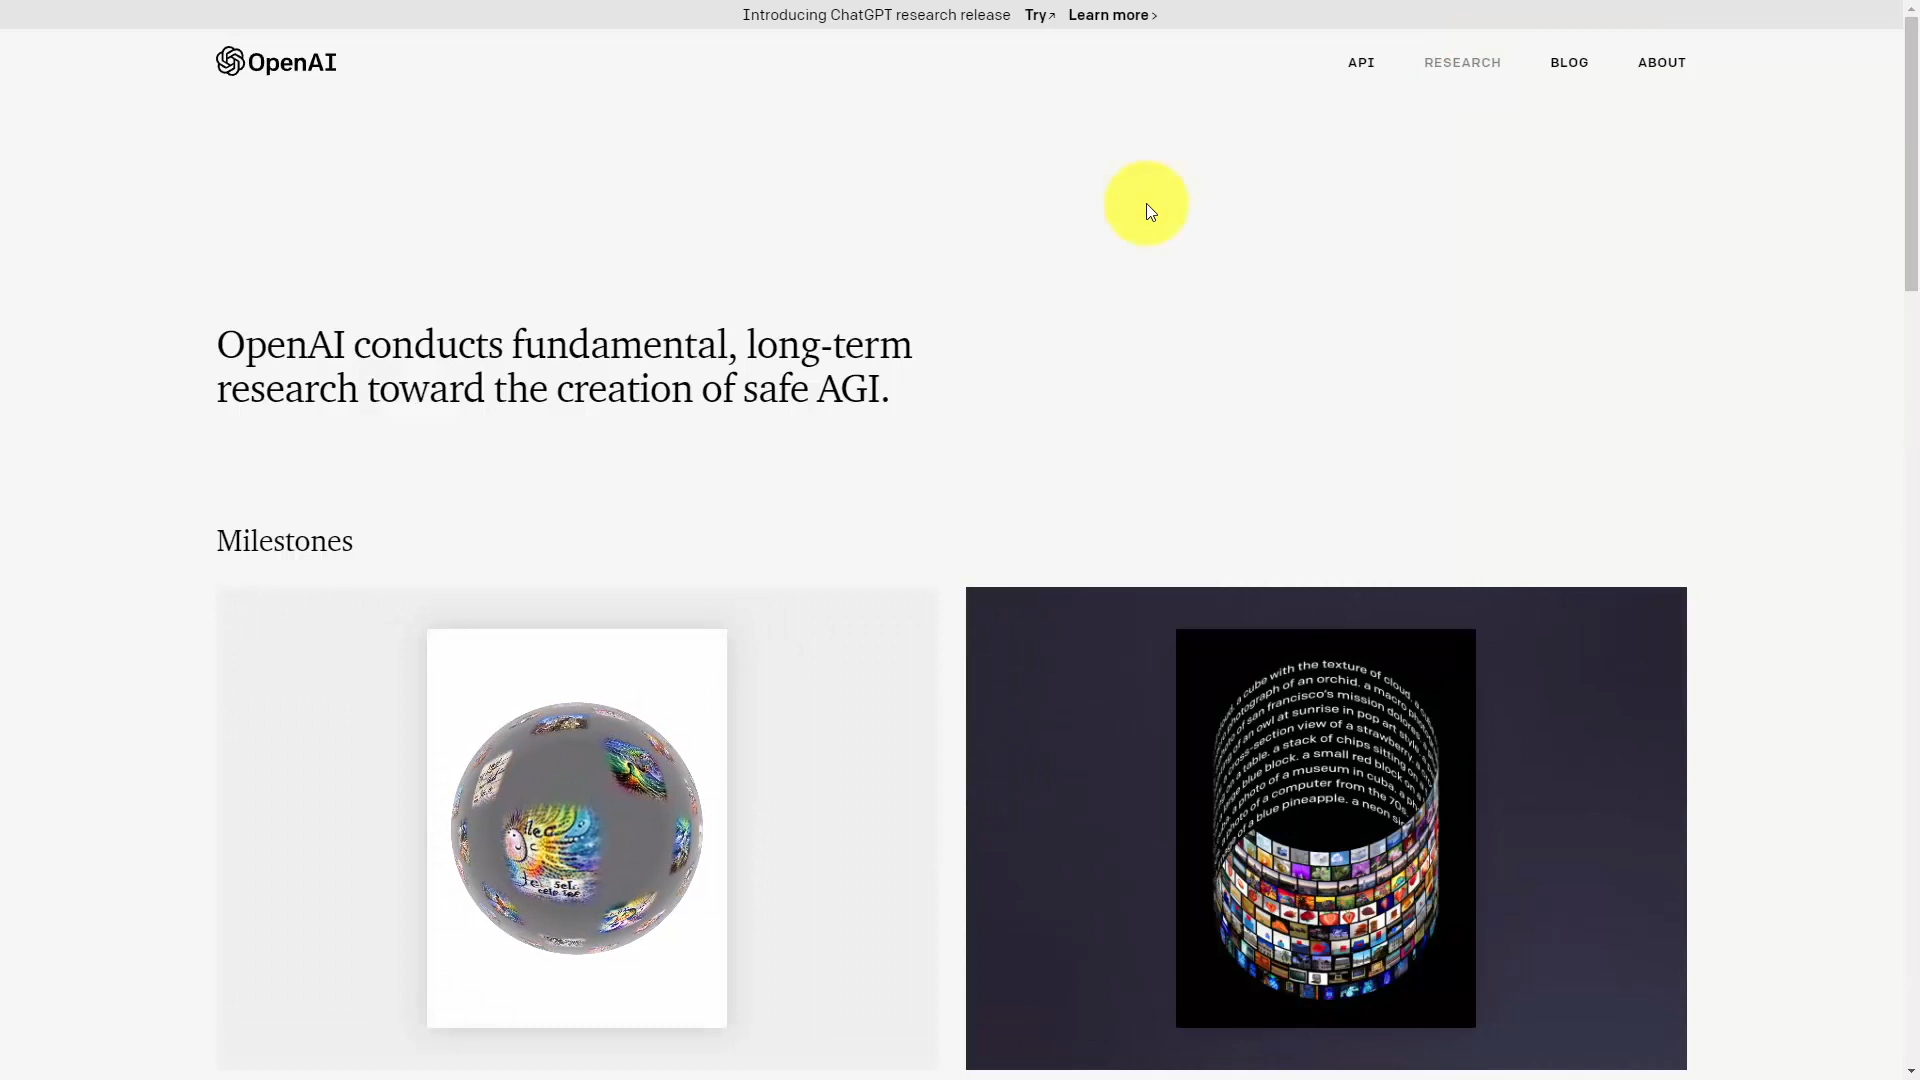 Introducing ChatGPT research release Try↗ Learn more›
OpenAI
API RESEARCH BLOG ABOUT
OpenAI conducts fundamental, long-term
research toward the creation of safe AGI.
Milestones
a cube with the texture of cloud
photograph of an orchid. a macro
of san francisco's mission dolores
of an owl at sunrise in pop art style.
cross-section view of a strawberry
a table. a stack of chips sitting on
large blue block. a small red block on
photo of a museum in cuba. a ph
photo of a computer from the 70s.
of a blue pineapple. a neon si